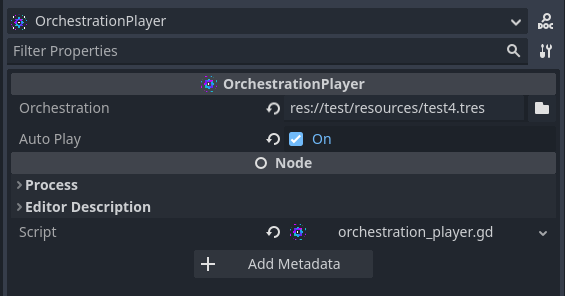 OrchestrationPlayer
DOC
Filter Properties
OrchestrationPlayer
Orchestration res://test/resources/test4.tres
Auto Play On
Node
Process
Editor Description
Script orchestration_player.gd
Add Metadata